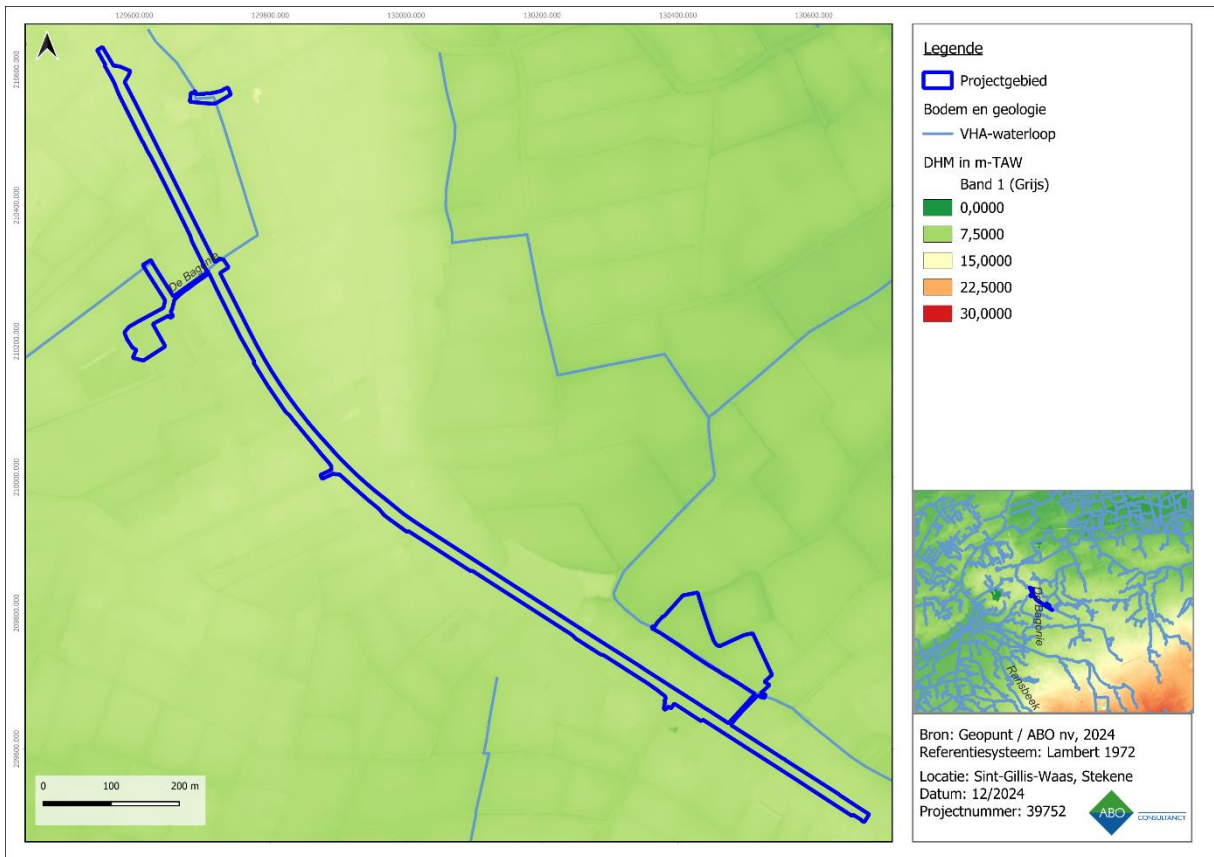 129600.000
129800.000
130000.000
130200.000
130400.000
130600.000
210600.000
210400.000
210200.000
210000.000
209800.000
209600.000
De Bagonie
0
100
200 m
Legende
Projectgebied
Bodem en geologie
VHA-waterloop
DHM in m-TAW
Band 1 (Grijs)
0,0000
7,5000
15,0000
22,5000
30,0000
De Bagonie
Ransbeek
Bron: Geopunt / ABO nv, 2024
Referentiesysteem: Lambert 1972
Locatie: Sint-Gillis-Waas, Stekene
Datum: 12/2024
Projectnummer: 39752
ABO
CONSULTANCY